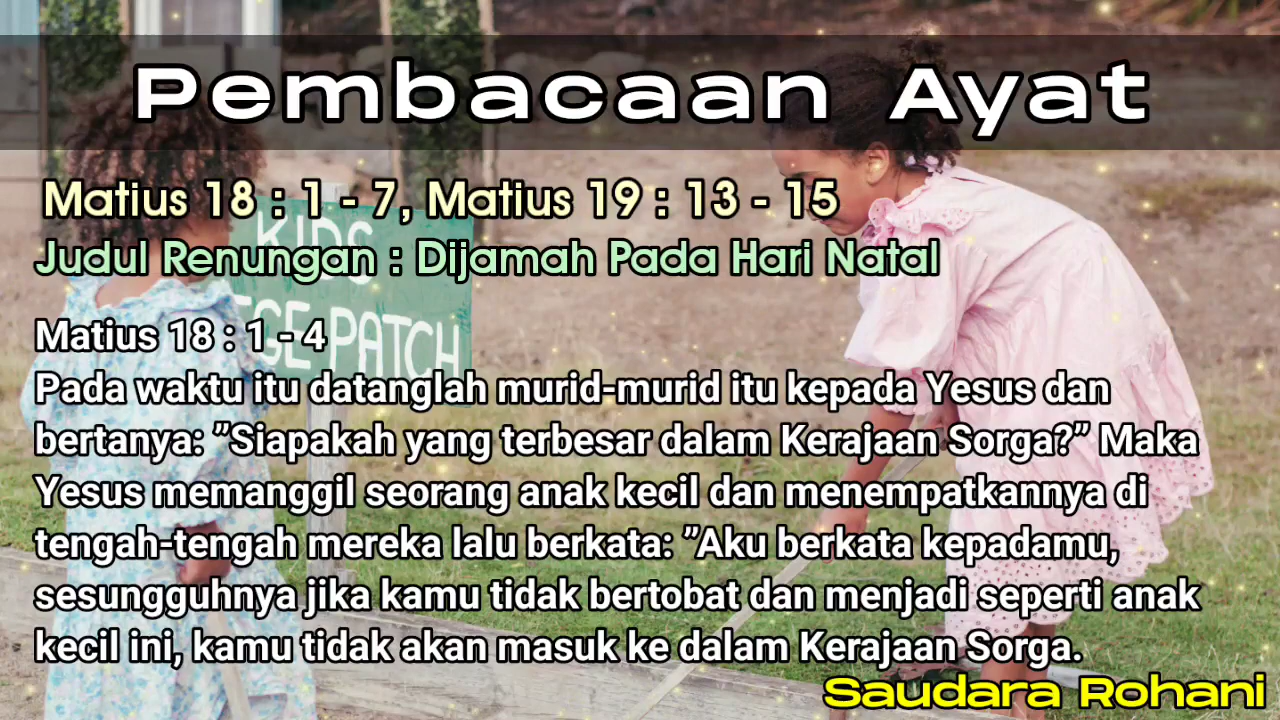 Pembacaan Ayat
Matius 18 : 1 - 7, Matius 19 : 13 - 15
Judul Renungan : Dijamah Pada Hari Natal
KIDS
GE PATCH
Matius 18 : 1 - 4
Pada waktu itu datanglah murid-murid itu kepada Yesus dan
bertanya: ”Siapakah yang terbesar dalam Kerajaan Sorga?” Maka
Yesus memanggil seorang anak kecil dan menempatkannya di
tengah-tengah mereka lalu berkata: ”Aku berkata kepadamu,
sesungguhnya jika kamu tidak bertobat dan menjadi seperti anak
kecil ini, kamu tidak akan masuk ke dalam Kerajaan Sorga.
Saudara Rohani